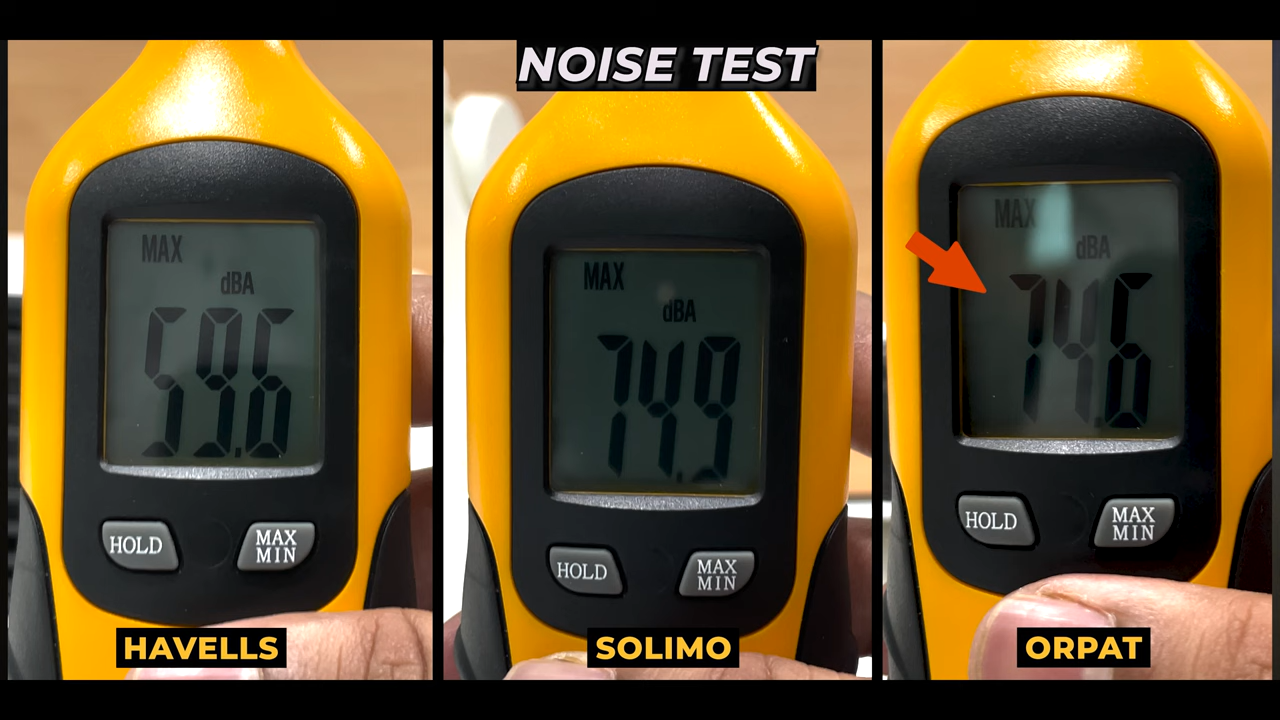 NOISE TEST
MAX
dBA
59.6
HOLD
MAX
MIN
HAVELLS
MAX
dBA
74.9
HOLD
MAX
MIN
SOLIMO
MAX
dBA
74.6
HOLD
MAX
MIN
ORPAT